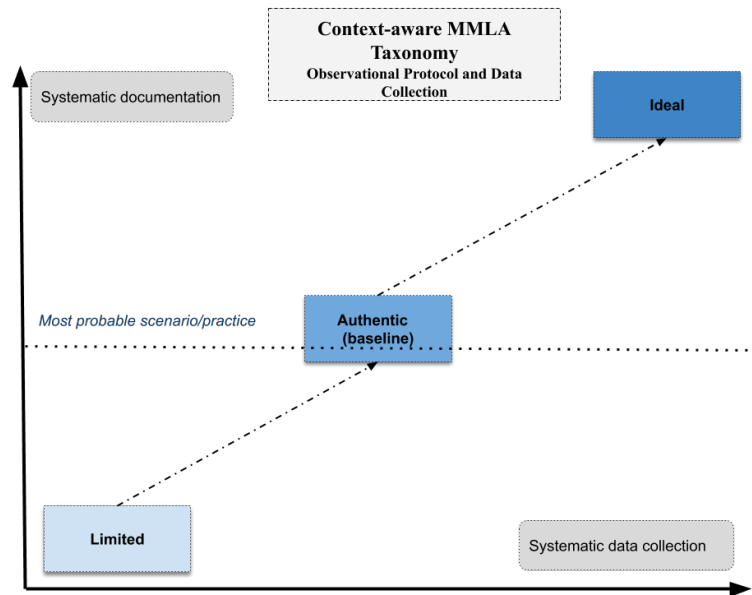 Context-aware MMLA
Taxonomy
Observational Protocol and Data
Collection
Systematic documentation
Ideal
Most probable scenario/practice
Authentic
(baseline)
Limited
Systematic data collection